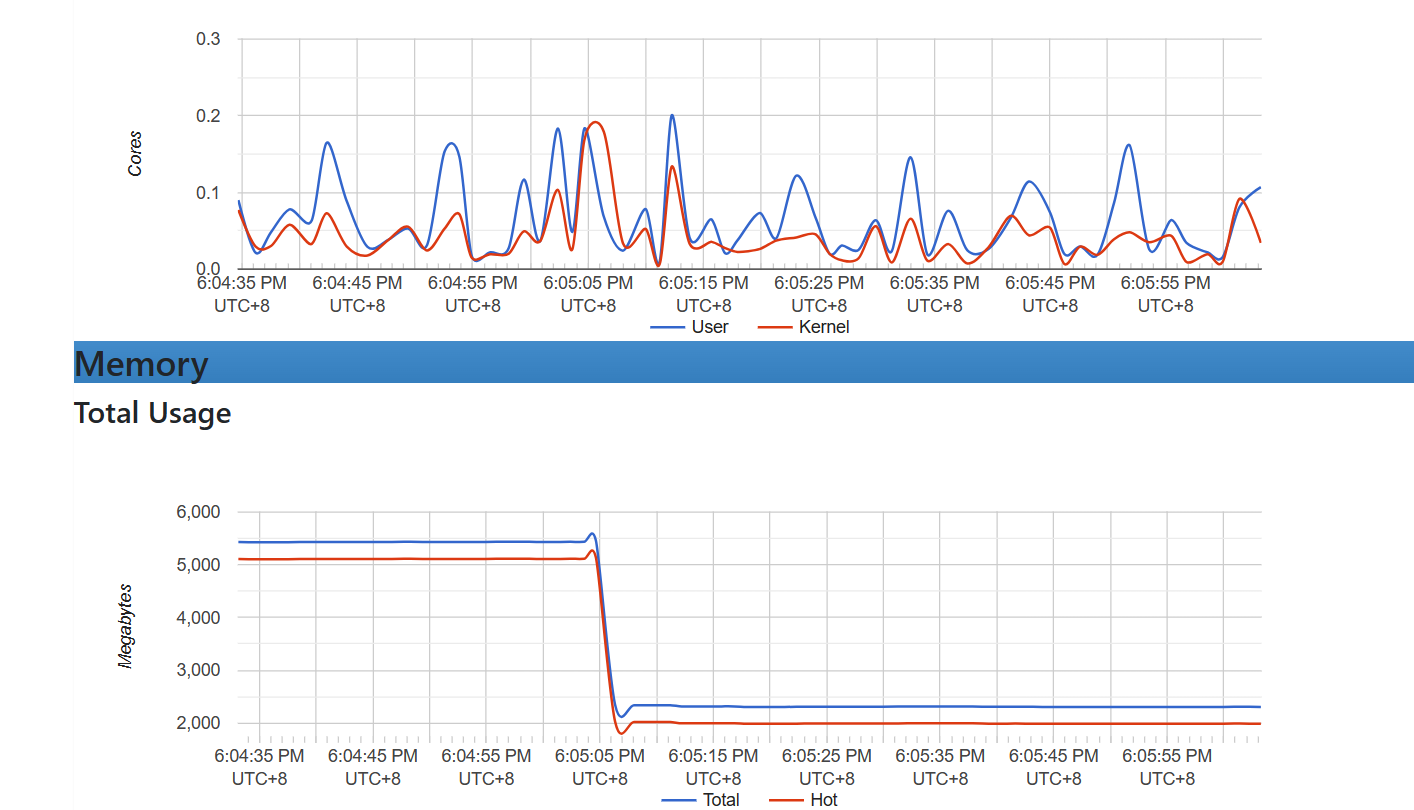 0.3
0.2
Cores
0.1
0.0
6:04:35 PM 6:04:45 PM 6:04:55 PM 6:05:05 PM 6:05:15 PM 6:05:25 PM 6:05:35 PM 6:05:45 PM 6:05:55 PM
UTC+8 UTC+8 UTC+8 UTC+8 UTC+8 UTC+8 UTC+8 UTC+8 UTC+8
User Kernel
Memory
Total Usage
6,000
5,000
4,000
Megabytes
3,000
2,000
6:04:35 PM 6:04:45 PM 6:04:55 PM 6:05:05 PM 6:05:15 PM 6:05:25 PM 6:05:35 PM 6:05:45 PM 6:05:55 PM
UTC+8 UTC+8 UTC+8 UTC+8 UTC+8 UTC+8 UTC+8 UTC+8 UTC+8
Total Hot